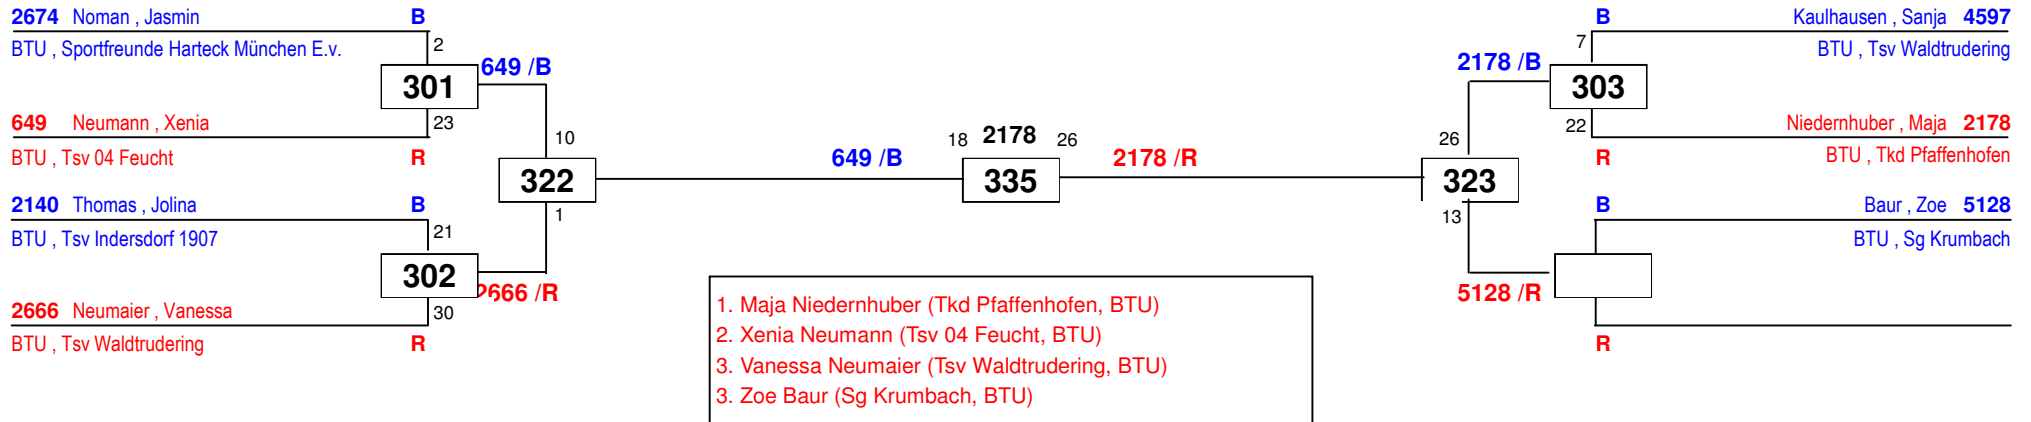 2674 Noman , Jasmin B
BTU , Sportfreunde Harteck München E.v.
2
649 /B
301
649 Neumann , Xenia
23
BTU , Tsv 04 Feucht R
10
322
1
2140 Thomas , Jolina B
BTU , Tsv Indersdorf 1907
21
302
2666 /R
2666 Neumaier , Vanessa
30
BTU , Tsv Waldtrudering R
649 /B
18 2178 26
335
2178 /R
B Kaulhausen , Sanja 4597
7
BTU , Tsv Waldtrudering
2178 /B
303
22
Niedernhuber , Maja 2178
R BTU , Tkd Pfaffenhofen
26
323
13
B Baur , Zoe 5128
BTU , Sg Krumbach
5128 /R
R
1. Maja Niedernhuber (Tkd Pfaffenhofen, BTU)
2. Xenia Neumann (Tsv 04 Feucht, BTU)
3. Vanessa Neumaier (Tsv Waldtrudering, BTU)
3. Zoe Baur (Sg Krumbach, BTU)